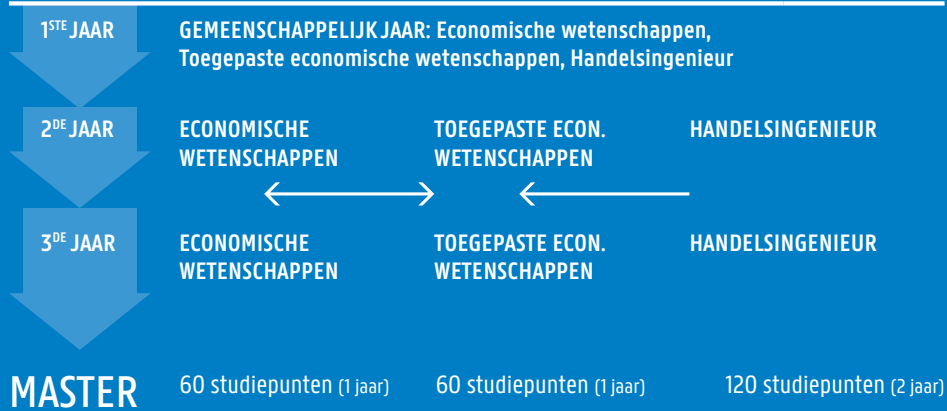 1STE JAAR
GEMEENSCHAPPELIJK JAAR: Economische wetenschappen,
Toegepaste economische wetenschappen, Handelsingenieur
2DE JAAR
ECONOMISCHE
WETENSCHAPPEN
TOEGEPASTE ECON.
WETENSCHAPPEN
HANDELSINGENIEUR
3DE JAAR
ECONOMISCHE
WETENSCHAPPEN
TOEGEPASTE ECON.
WETENSCHAPPEN
HANDELSINGENIEUR
MASTER
60 studiepunten (1 jaar)
60 studiepunten (1 jaar)
120 studiepunten (2 jaar)